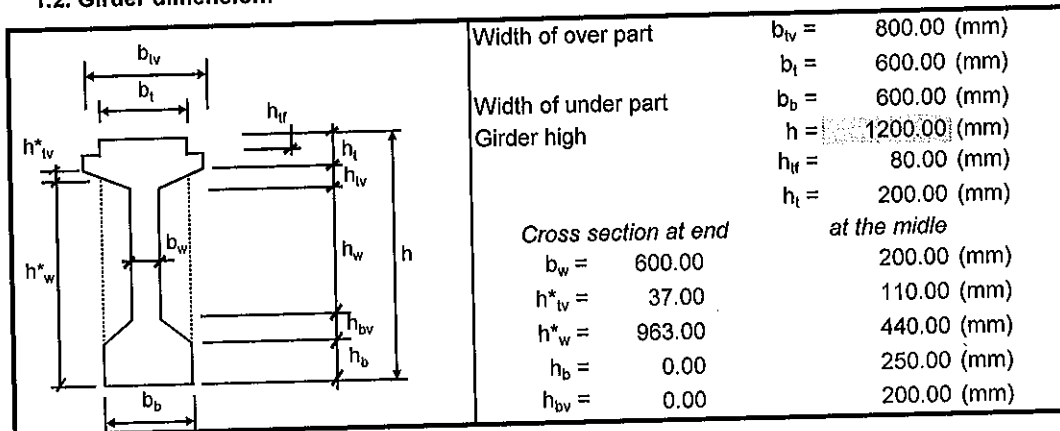 1.2. Girder dimension:
b_tv
b_t
h_tf
h*_tv
h_t
h_tv
b_w
h_w
h
h*_w
h_bv
h_b
b_b
Width of over part b_tv = 800.00 (mm)
b_t = 600.00 (mm)
Width of under part b_b = 600.00 (mm)
Girder high h = 1200.00 (mm)
h_tf = 80.00 (mm)
h_t = 200.00 (mm)
Cross section at end at the midle
b_w = 600.00 200.00 (mm)
h*_tv = 37.00 110.00 (mm)
h*_w = 963.00 440.00 (mm)
h_b = 0.00 250.00 (mm)
h_bv = 0.00 200.00 (mm)